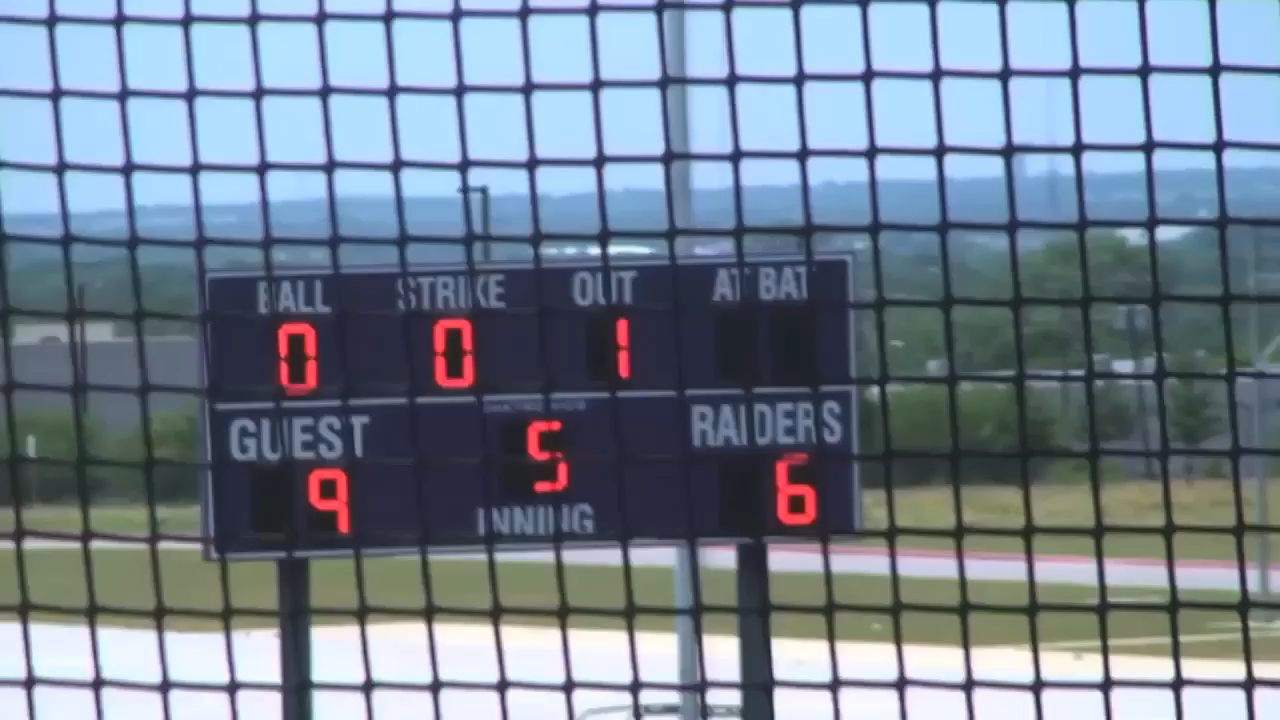 BALL STRIKE OUT AT BAT
0 0 1
GUEST RAIDERS
9 5 6
INNING